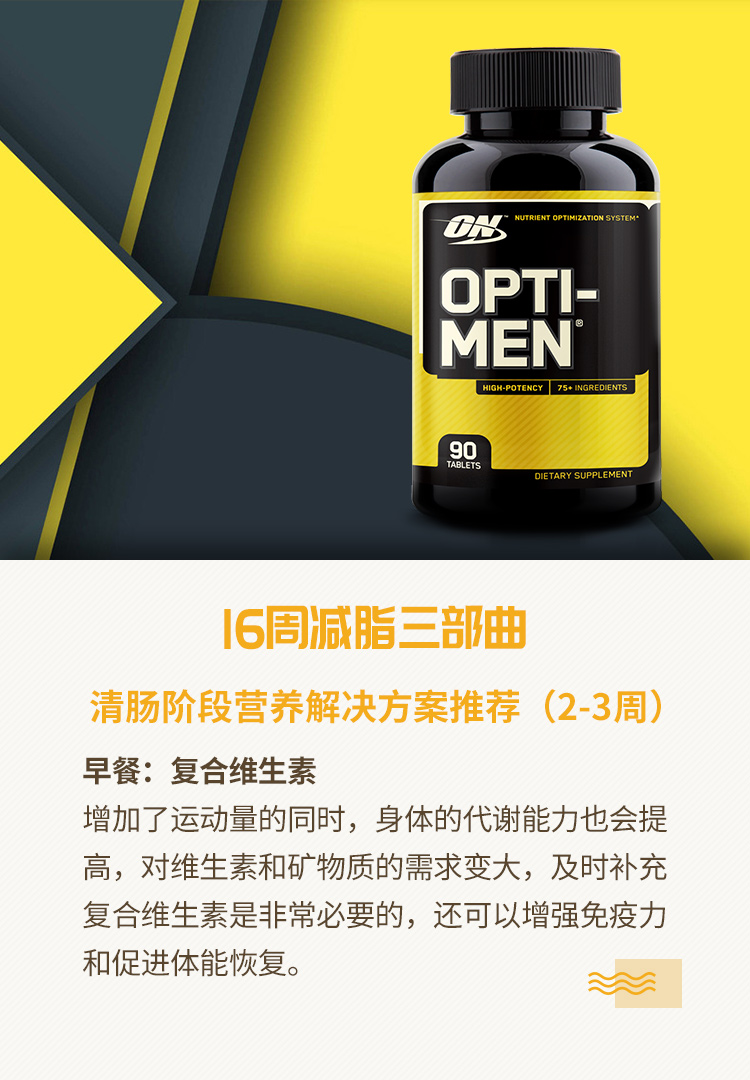 ON™ NUTRIENT OPTIMIZATION SYSTEM^
OPTI-
MEN®
HIGH-POTENCY 75+ INGREDIENTS
90
TABLETS
DIETARY SUPPLEMENT
16周减脂三部曲
清肠阶段营养解决方案推荐（2-3周）
早餐：复合维生素
增加了运动量的同时，身体的代谢能力也会提
高，对维生素和矿物质的需求变大，及时补充
复合维生素是非常必要的，还可以增强免疫力
和促进体能恢复。